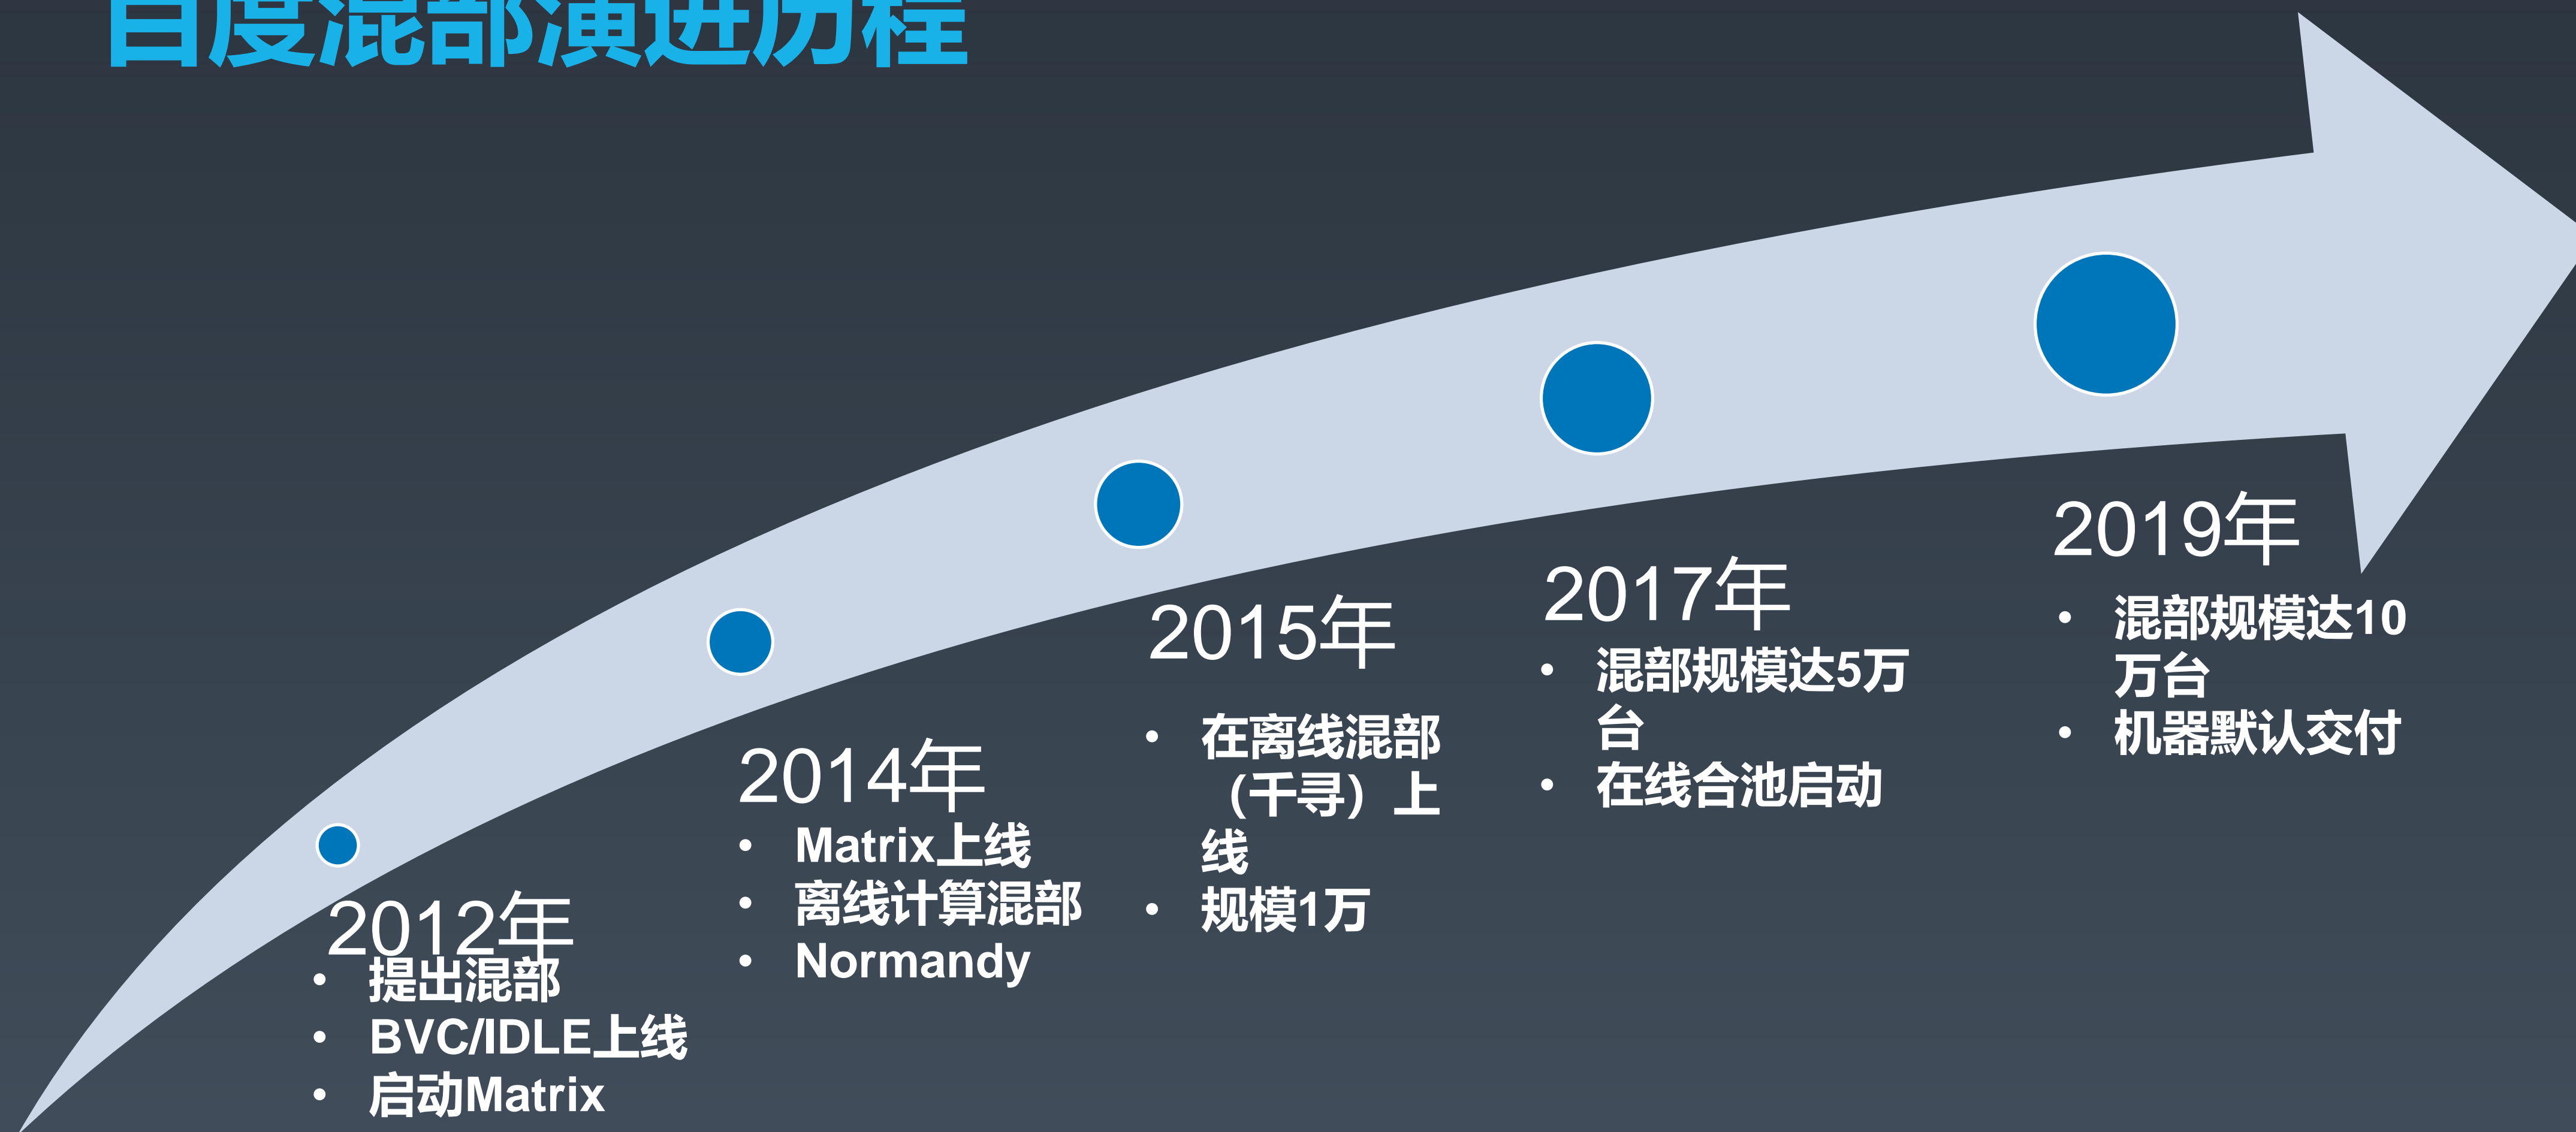 百度混部演进历程
2012年
• 提出混部
• BVC/IDLE上线
• 启动Matrix
2014年
• Matrix上线
• 离线计算混部
• Normandy
2015年
• 在离线混部
（千寻）上
线
• 规模1万
2017年
• 混部规模达5万
台
• 在线合池启动
2019年
• 混部规模达10
万台
• 机器默认交付